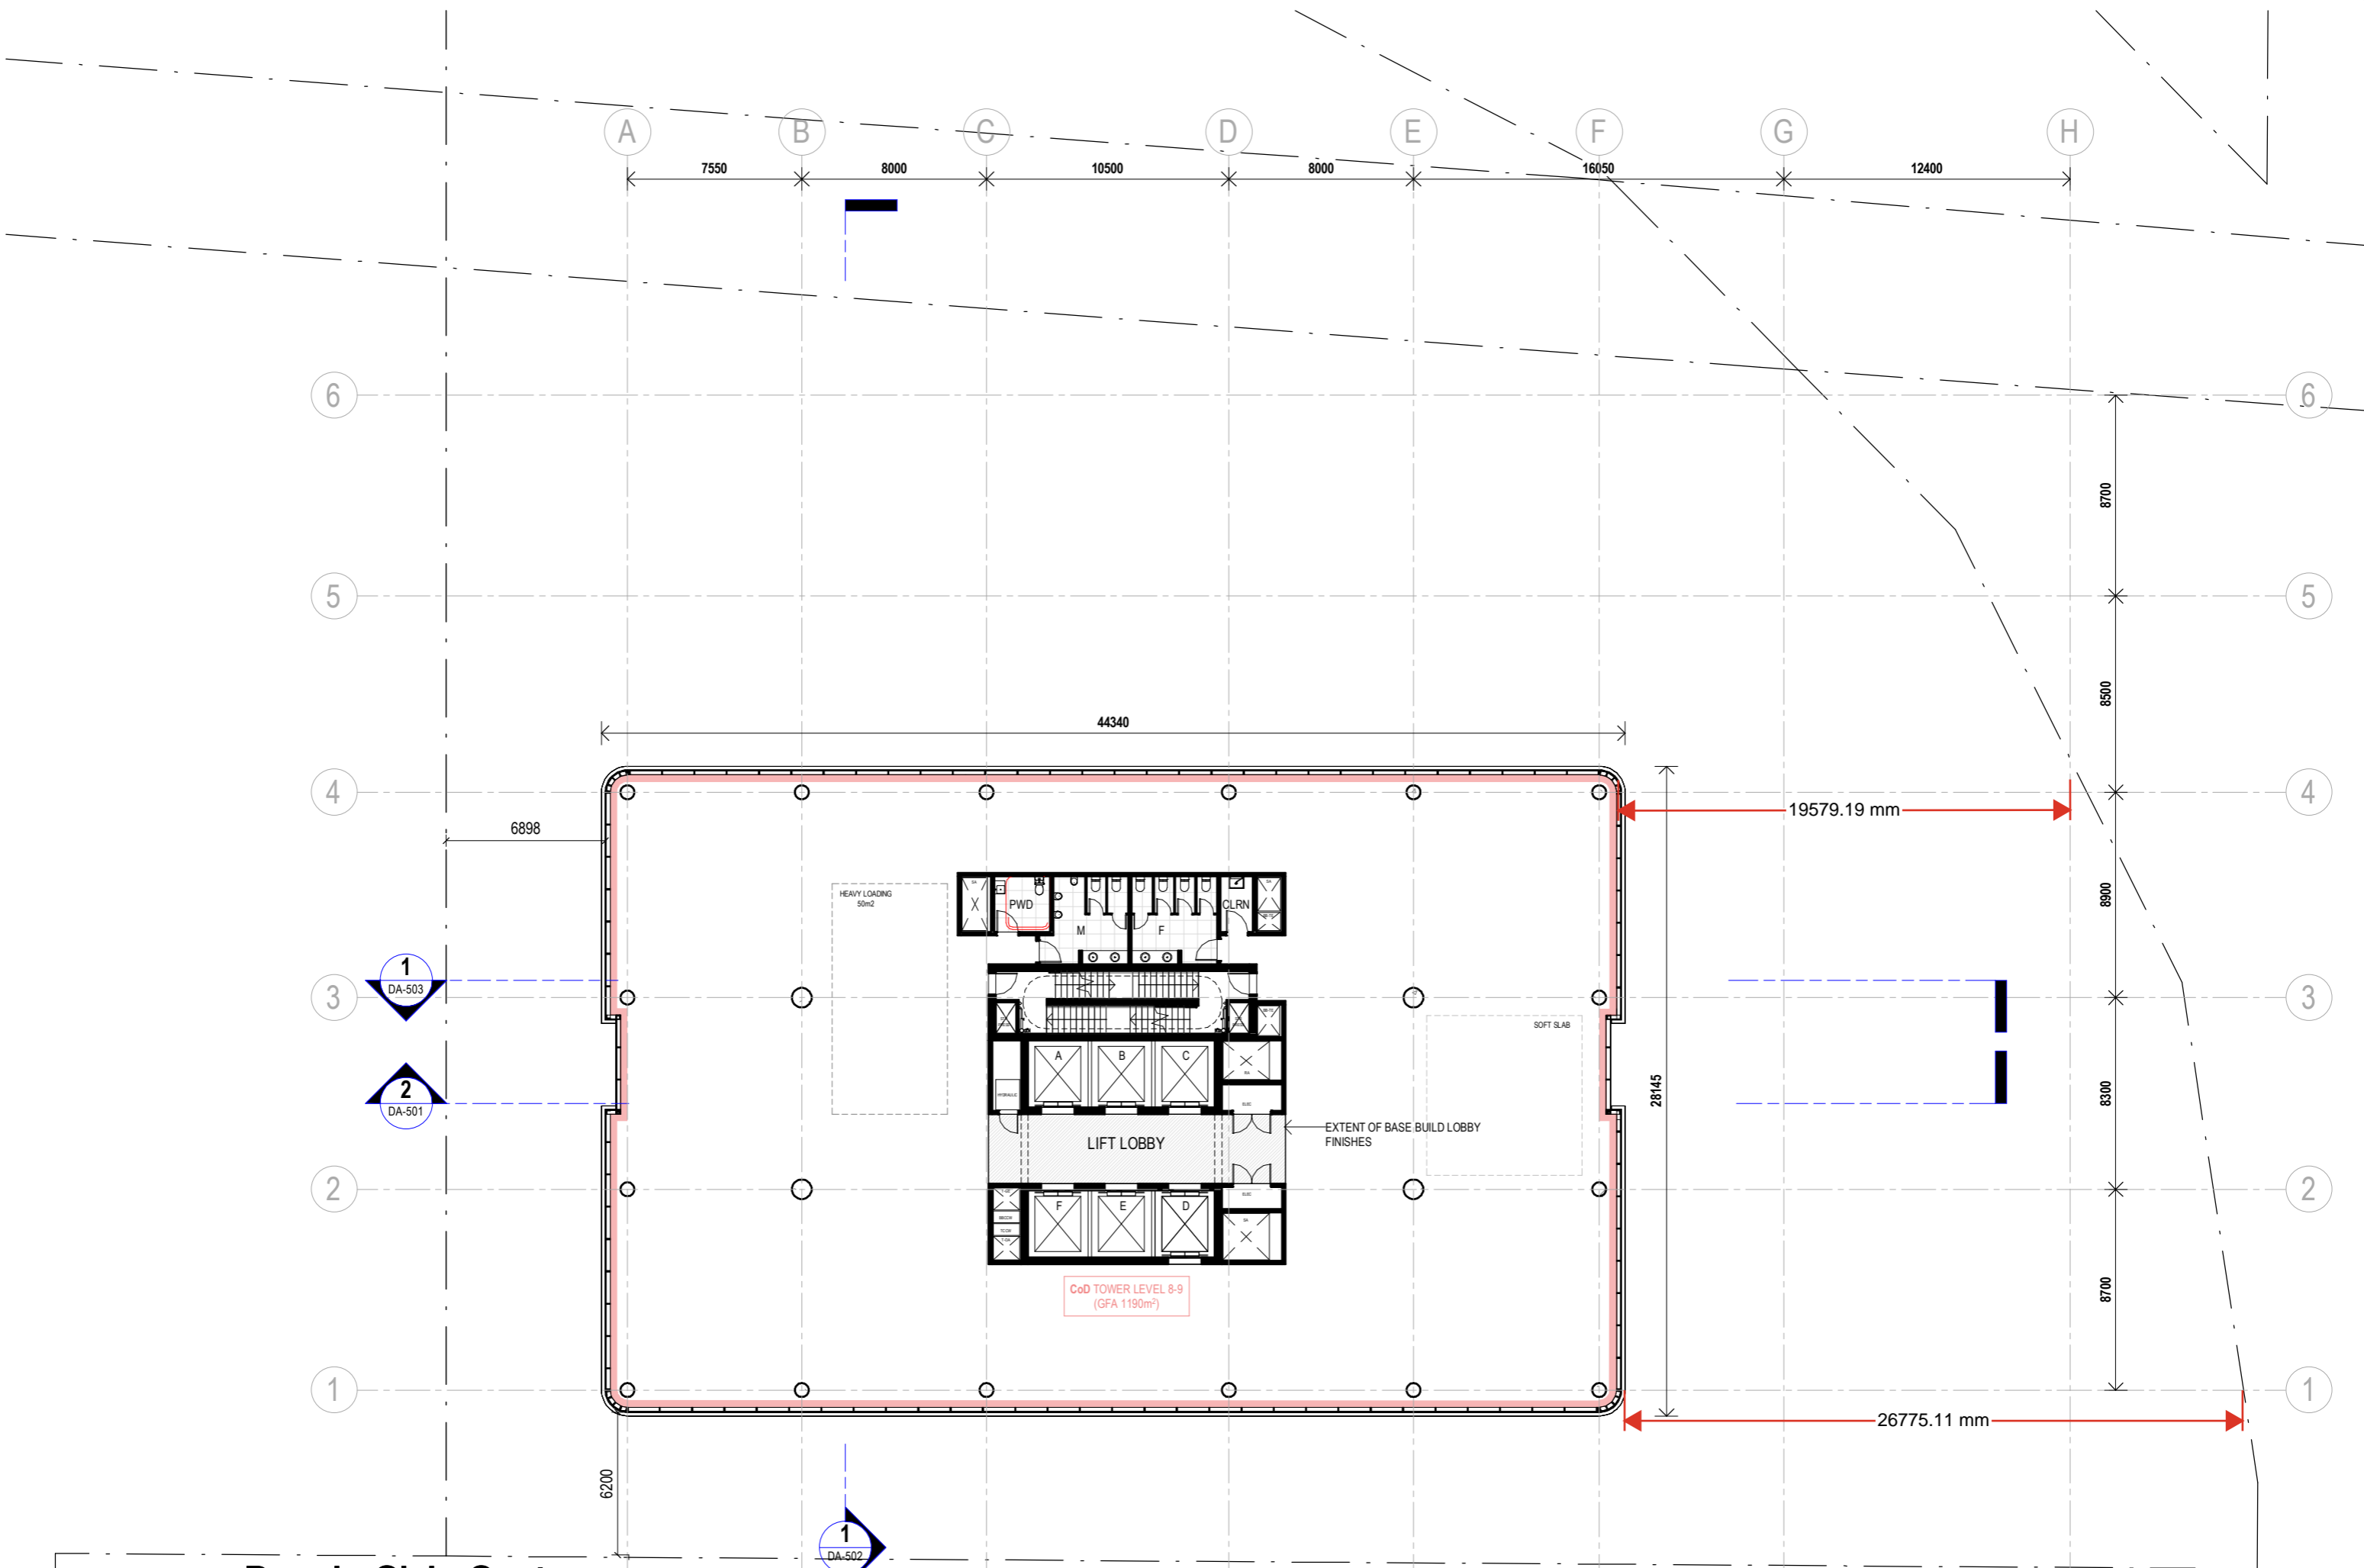 A B C D E F G H
7550 8000 10500 8000 16050 12400
6 6
8700
5 5
8500
44340
4 4
19579.19 mm
6898
8900
HEAVY LOADING
50m2
PWD
M
F
CLRN
1
DA-503
3 3
SOFT SLAB
A B C
HYDRAULIC
ELEC
28145
8300
2
DA-501
EXTENT OF BASE BUILD LOBBY
FINISHES
LIFT LOBBY
2 2
ELEC
F E D
8700
CoD TOWER LEVEL 8-9
(GFA 1190m²)
1 1
26775.11 mm
6200
1
DA-502